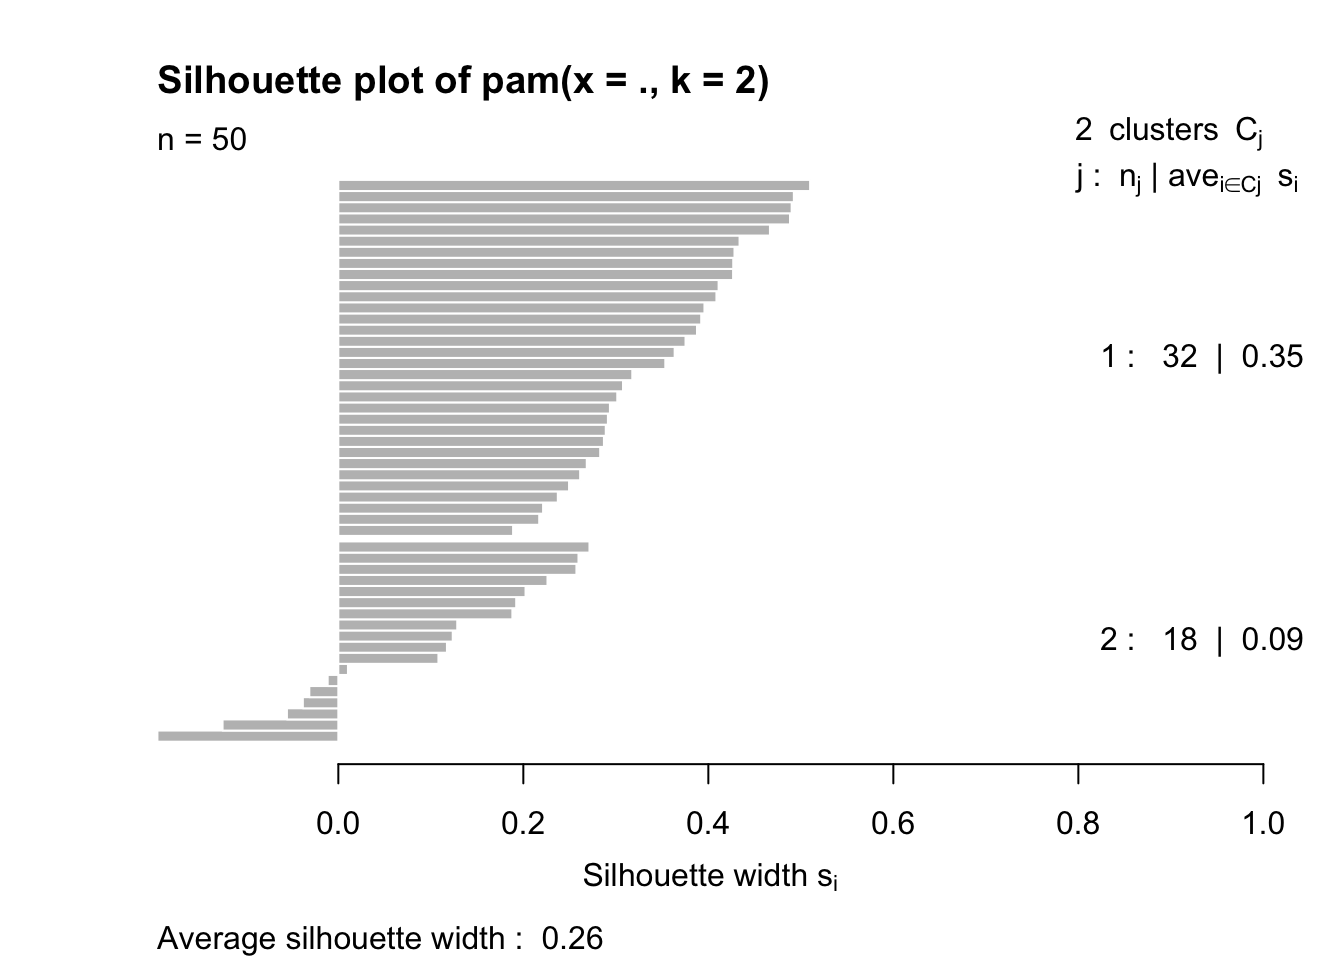 Silhouette plot of pam(x = ., k = 2)
n = 50
2 clusters Cj
j : nj | avei∈Cj si
1 : 32 | 0.35
2 : 18 | 0.09
0.0 0.2 0.4 0.6 0.8 1.0
Silhouette width si
Average silhouette width : 0.26